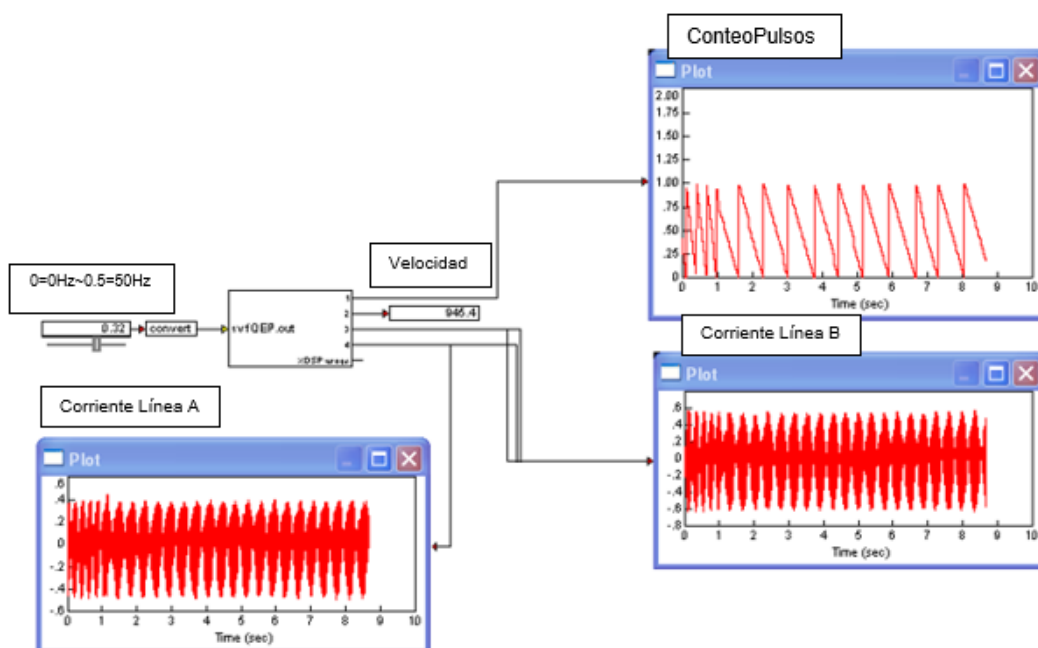 ConteoPulsos
Plot
2.00
1.75
1.50
1.25
1.00
.75
.50
.25
0
0 1 2 3 4 5 6 7 8 9 10
Time (sec)
Velocidad
0=0Hz~0.5=50Hz
0.32
convert
svfQEP.out
1
2
3
4
946.4
Corriente Línea B
Plot
.6
.4
.2
0
-.2
-.4
-.6
-.8
0 1 2 3 4 5 6 7 8 9 10
Time (sec)
Corriente Línea A
Plot
.6
.4
.2
0
-.2
-.4
-.6
0 1 2 3 4 5 6 7 8 9 10
Time (sec)